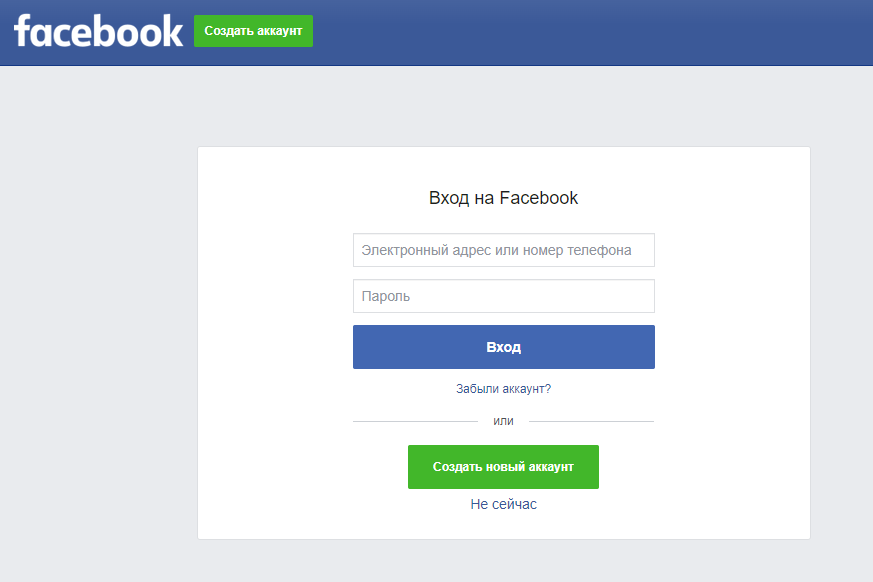 facebook
Создать аккаунт
Вход на Facebook
Электронный адрес или номер телефона
Пароль
Вход
Забыли аккаунт?
или
Создать новый аккаунт
Не сейчас